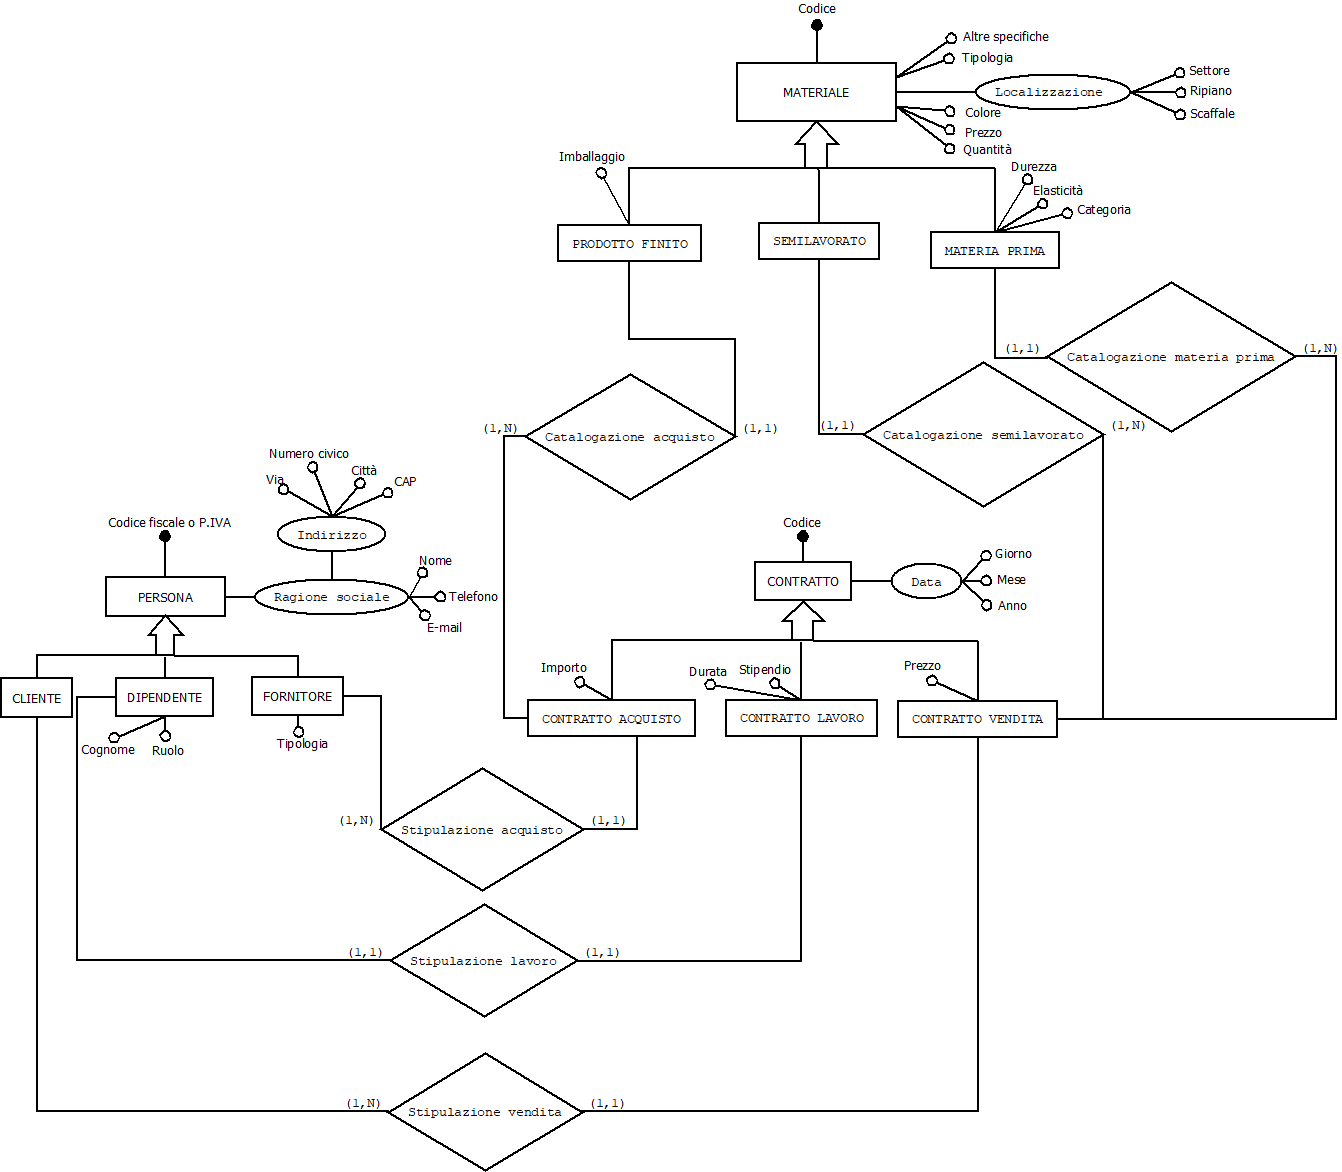 Codice
Altre specifiche
Tipologia
MATERIALE
Localizzazione
Settore
Ripiano
Scaffale
Colore
Prezzo
Quantità
Imballaggio
Durezza
Elasticità
Categoria
PRODOTTO FINITO
SEMILAVORATO
MATERIA PRIMA
(1,1)
Catalogazione materia prima
(1,N)
(1,N)
Catalogazione acquisto
(1,1)
(1,1)
Catalogazione semilavorato
(1,N)
Numero civico
Via
Città
CAP
Codice fiscale o P.IVA
Indirizzo
Codice
Nome
Giorno
PERSONA
Ragione sociale
Telefono
E-mail
CONTRATTO
Data
Mese
Anno
Importo
Durata
Stipendio
Prezzo
CLIENTE
DIPENDENTE
FORNITORE
CONTRATTO ACQUISTO
CONTRATTO LAVORO
CONTRATTO VENDITA
Cognome
Ruolo
Tipologia
(1,N)
Stipulazione acquisto
(1,1)
(1,1)
Stipulazione lavoro
(1,1)
(1,N)
Stipulazione vendita
(1,1)